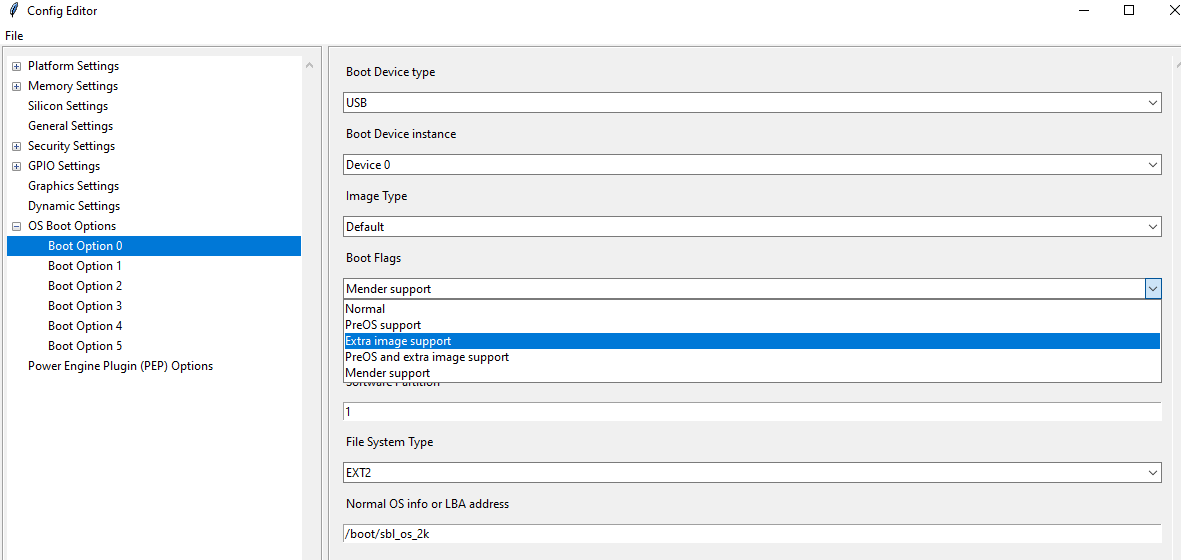 Config Editor
File
Platform Settings
Memory Settings
Silicon Settings
General Settings
Security Settings
GPIO Settings
Graphics Settings
Dynamic Settings
OS Boot Options
Boot Option 0
Boot Option 1
Boot Option 2
Boot Option 3
Boot Option 4
Boot Option 5
Power Engine Plugin (PEP) Options
Boot Device type
USB
Boot Device instance
Device 0
Image Type
Default
Boot Flags
Mender support
Normal
PreOS support
Extra image support
PreOS and extra image support
Mender support
Software Partition
1
File System Type
EXT2
Normal OS info or LBA address
/boot/sbl_os_2k